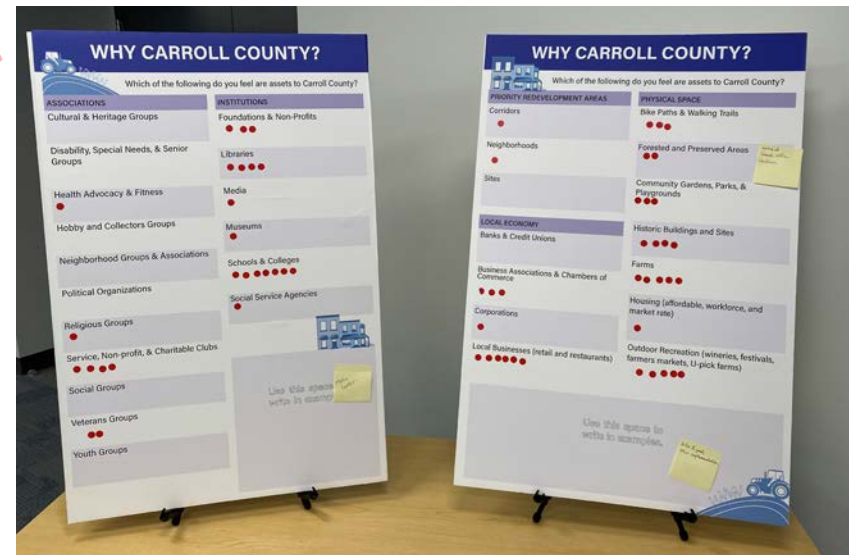 WHY CARROLL COUNTY?
Which of the following do you feel are assets to Carroll County?
ASSOCIATIONS
Cultural & Heritage Groups
Disability, Special Needs, & Senior
Groups
Health Advocacy & Fitness
Hobby and Collectors Groups
Neighborhood Groups & Associations
Political Organizations
Religious Groups
Service, Non-profit, & Charitable Clubs
Social Groups
Veterans Groups
Youth Groups
INSTITUTIONS
Foundations & Non-Profits
Libraries
Media
Museums
Schools & Colleges
Social Service Agencies
Use this space
write in
WHY CARROLL COUNTY?
Which of the following do you feel are assets to Carroll County?
PRIORITY REDEVELOPMENT AREAS
Corridors
Neighborhoods
Sites
LOCAL ECONOMY
Banks & Credit Unions
Business Associations & Chambers of
Commerce
Corporations
Local Businesses (retail and restaurants)
PHYSICAL SPACE
Bike Paths & Walking Trails
Forested and Preserved Areas
Community Gardens, Parks, &
Playgrounds
Historic Buildings and Sites
Farms
Housing (affordable, workforce, and
market rate)
Outdoor Recreation (wineries, festivals,
farmers markets, U-pick farms)
Use this space to
write in examples.